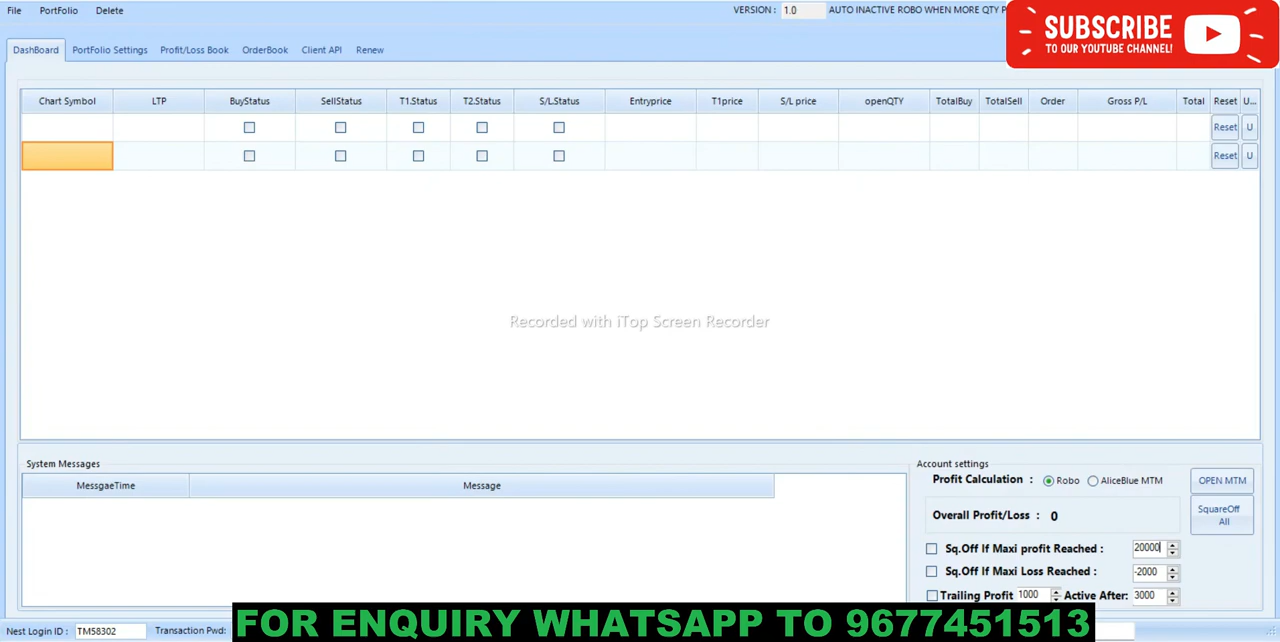 File PortFolio Delete
VERSION : 1.0 AUTO INACTIVE ROBO WHEN MORE QTY
SUBSCRIBE
TO OUR YOUTUBE CHANNEL!
DashBoard PortFolio Settings Profit/Loss Book OrderBook Client API Renew
Chart Symbol LTP BuyStatus SellStatus T1.Status T2.Status S/L.Status Entryprice T1price S/L price openQTY TotalBuy TotalSell Order Gross P/L Total Reset U...
Reset U
Reset U
Recorded with iTop Screen Recorder
System Messages
MessgaeTime Message
Account settings
Profit Calculation : Robo AliceBlue MTM OPEN MTM
Overall Profit/Loss : 0
SquareOff
All
Sq.Off If Maxi profit Reached : 20000
Sq.Off If Maxi Loss Reached : -2000
Trailing Profit 1000 Active After: 3000
Nest Login ID : TM58302 Transaction Pwd:
FOR ENQUIRY WHATSAPP TO 9677451513